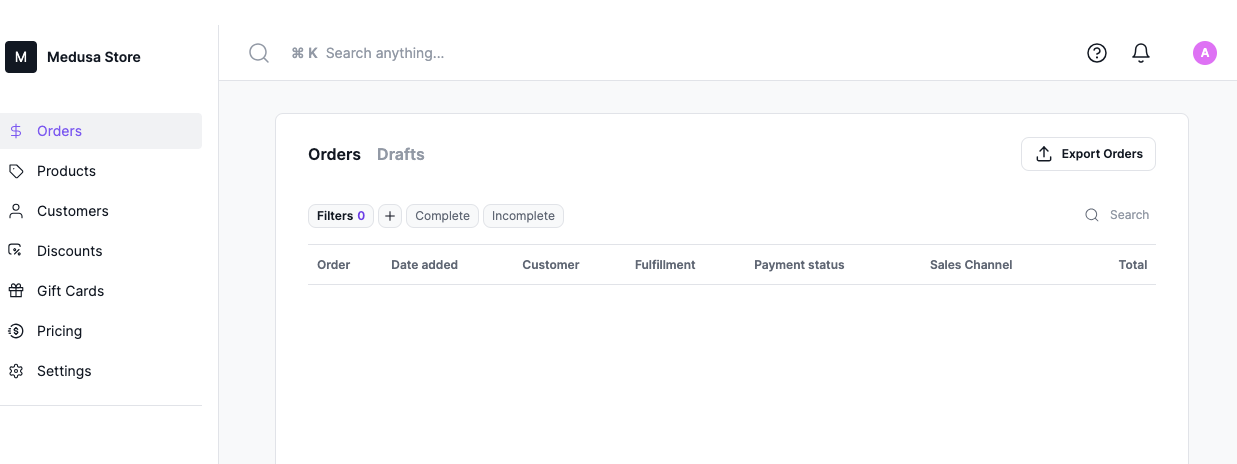 M Medusa Store
⌘ K Search anything...
A
Orders
Products
Customers
Discounts
Gift Cards
Pricing
Settings
Orders Drafts
Export Orders
Filters 0 + Complete Incomplete
Search
Order Date added Customer Fulfillment Payment status Sales Channel Total